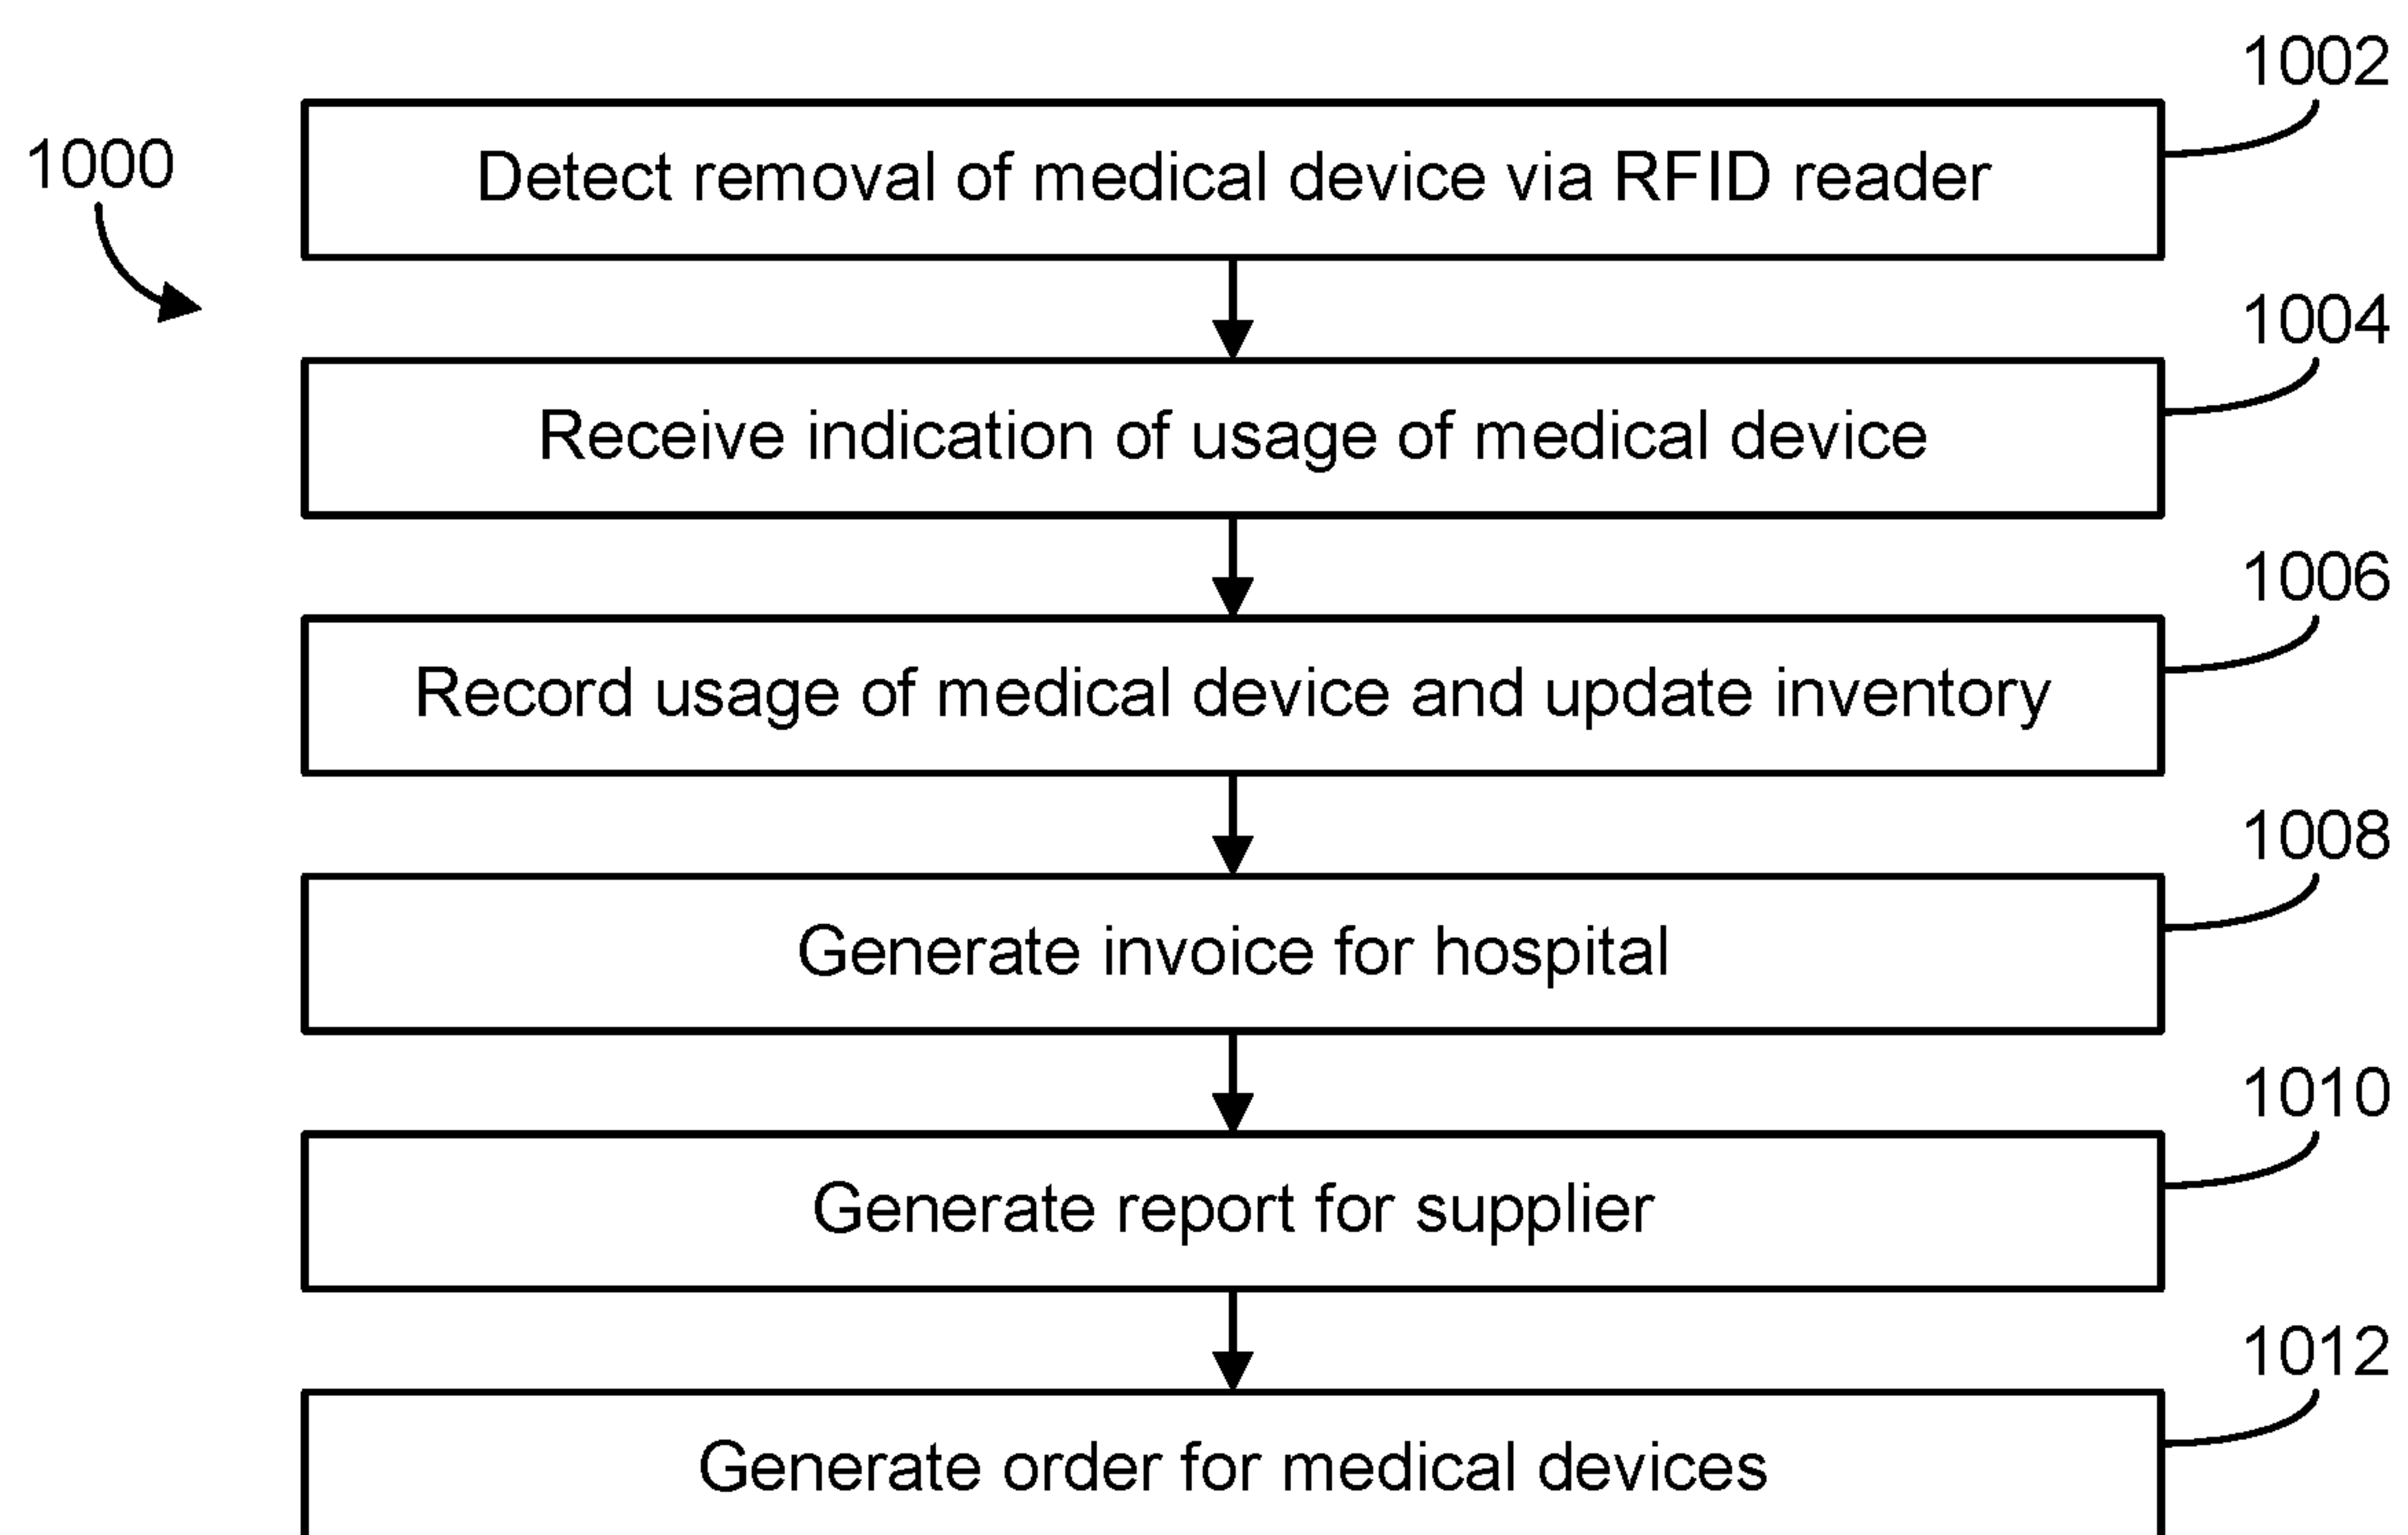 1002
1000
Detect removal of medical device via RFID reader
1004
Receive indication of usage of medical device
1006
Record usage of medical device and update inventory
1008
Generate invoice for hospital
1010
Generate report for supplier
1012
Generate order for medical devices